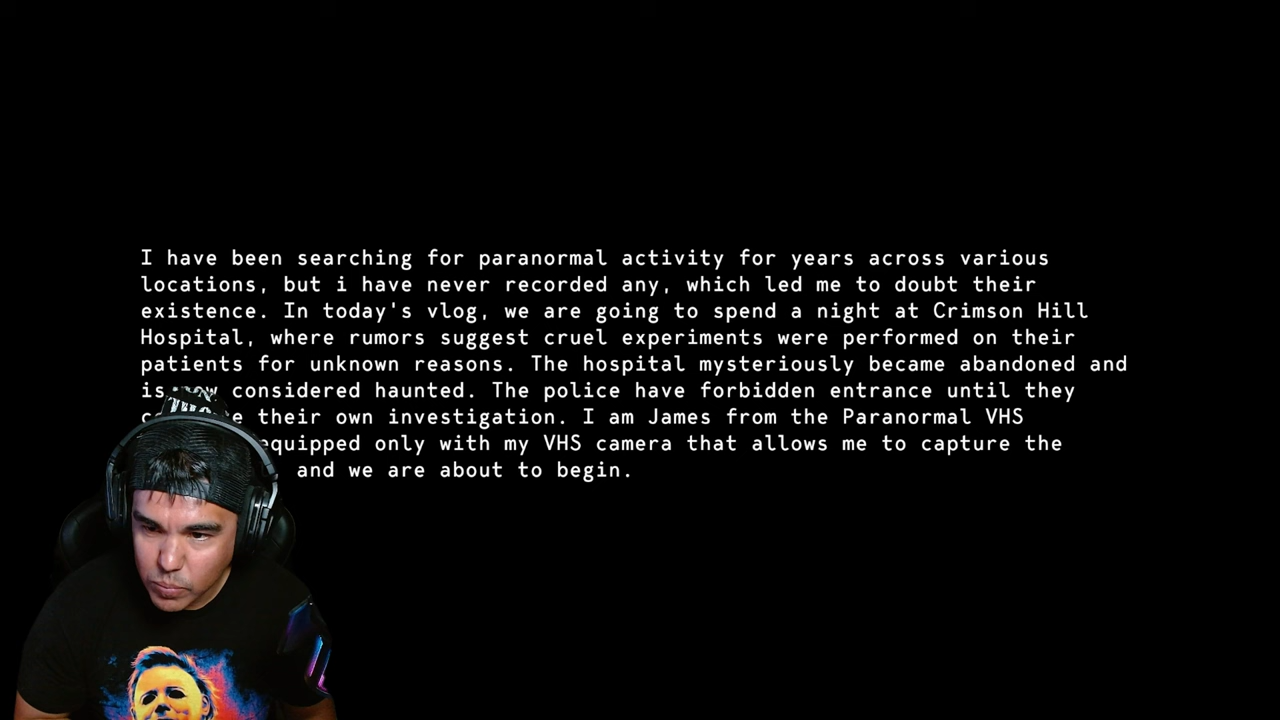 I have been searching for paranormal activity for years across various
locations, but i have never recorded any, which led me to doubt their
existence. In today's vlog, we are going to spend a night at Crimson Hill
Hospital, where rumors suggest cruel experiments were performed on their
patients for unknown reasons. The hospital mysteriously became abandoned and
is now considered haunted. The police have forbidden entrance until they
their own investigation. I am James from the Paranormal VHS
equipped only with my VHS camera that allows me to capture the
and we are about to begin.